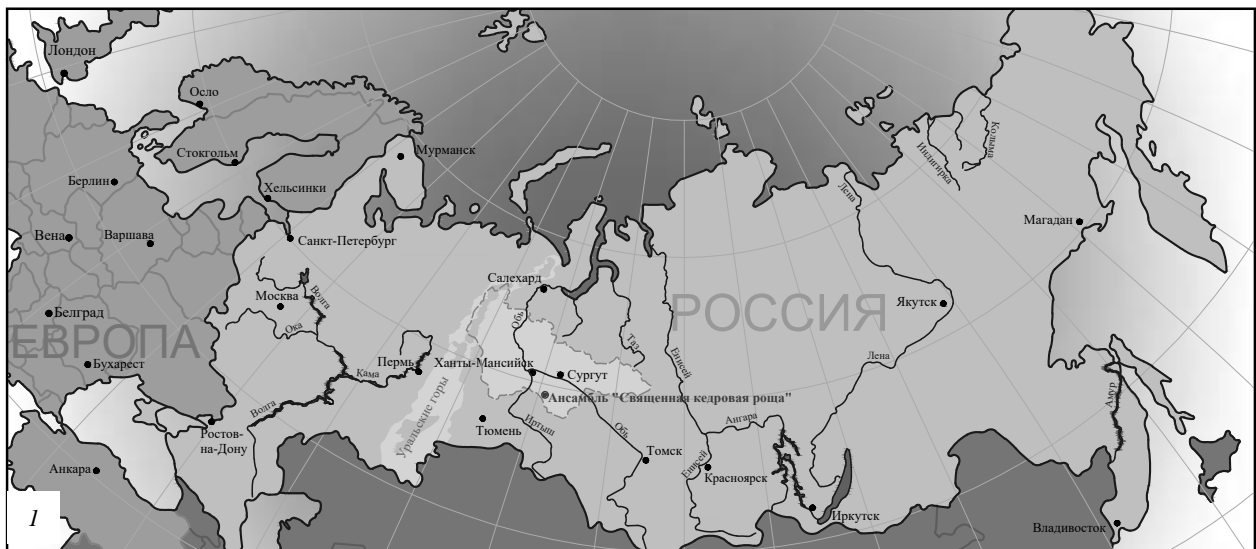 Лондон
Осло
Стокгольм
Мурманск
Хельсинки
Берлин
Вена
Варшава
Санкт-Петербург
Колыма
Индигирка
Лена
Магадан
Салехард
Москва
Волга
Белград
Обь
РОССИЯ
Якутск
ЕВРОПА
Ока
Таз
Енисей
Лена
Бухарест
Пермь
Кама
Ханты-Мансийск
Сургут
Амур
Ансамбль "Священная кедровая роща"
Уральские горы
Волга
Ростов-
на-Дону
Тюмень
Иртыш
Обь
Ангара
Томск
Енисей
Красноярск
Анкара
Иркутск
Владивосток
1